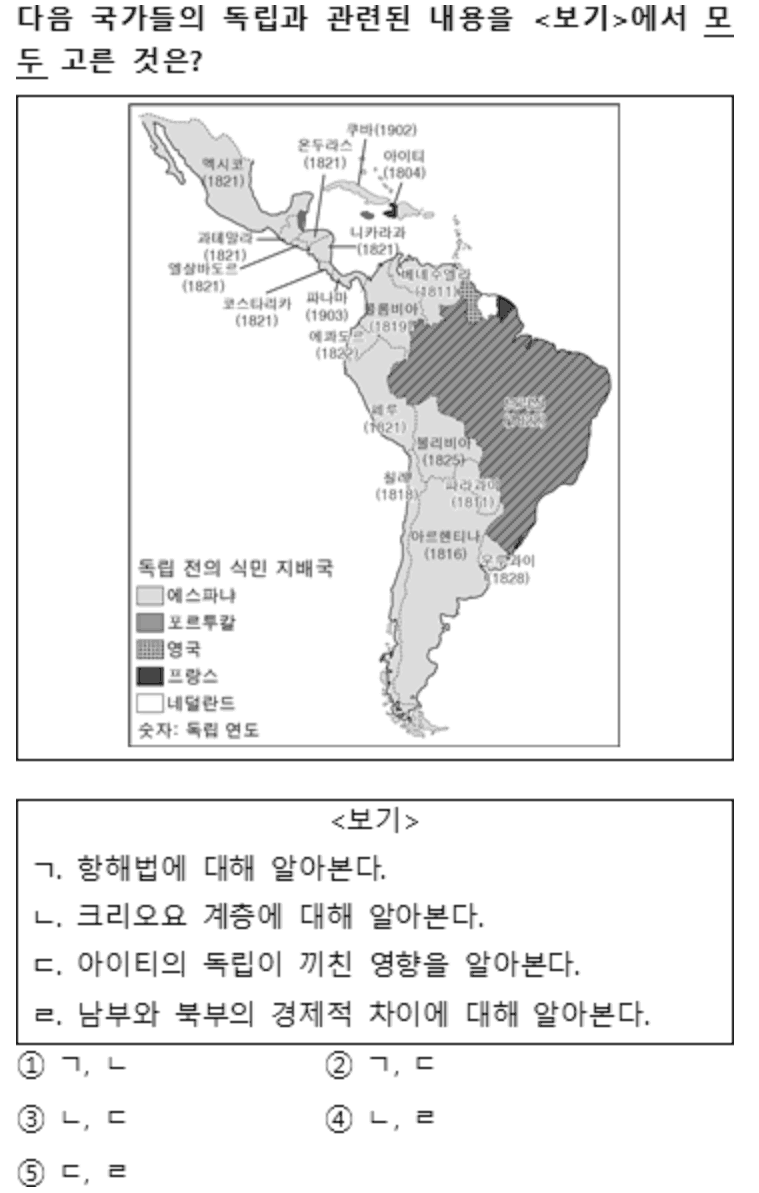 다음 국가들의 독립과 관련된 내용을 <보기>에서 모
두 고른 것은?
쿠바(1902)
온두라스
(1821)
아이티
(1804)
멕시코
(1821)
니카라과
(1821)
과테말라
(1821)
엘살바도르
(1821)
코스타리카
(1821)
파나마
(1903)
베네수엘라
(1811)
콜롬비아
(1819)
에콰도르
(1822)
페루
(1821)
볼리비아
(1825)
칠레
(1818)
파라과이
(1811)
아르헨티나
(1816)
우루과이
(1828)
독립 전의 식민 지배국
에스파냐
포르투칼
영국
프랑스
네덜란드
숫자: 독립 연도
<보기>
ㄱ. 항해법에 대해 알아본다.
ㄴ. 크리오요 계층에 대해 알아본다.
ㄷ. 아이티의 독립이 끼친 영향을 알아본다.
ㄹ. 남부와 북부의 경제적 차이에 대해 알아본다.
① ㄱ, ㄴ ② ㄱ, ㄷ
③ ㄴ, ㄷ ④ ㄴ, ㄹ
⑤ ㄷ, ㄹ